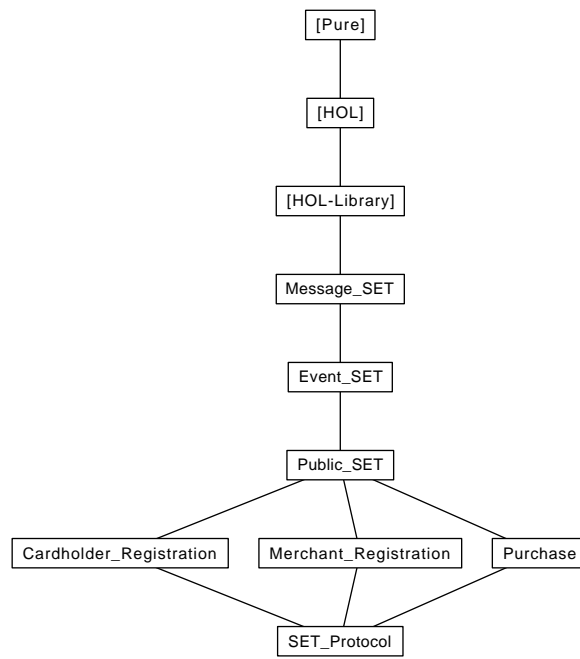 [Pure]
[HOL]
[HOL-Library]
Message_SET
Event_SET
Public_SET
Cardholder_Registration
Merchant_Registration
Purchase
SET_Protocol